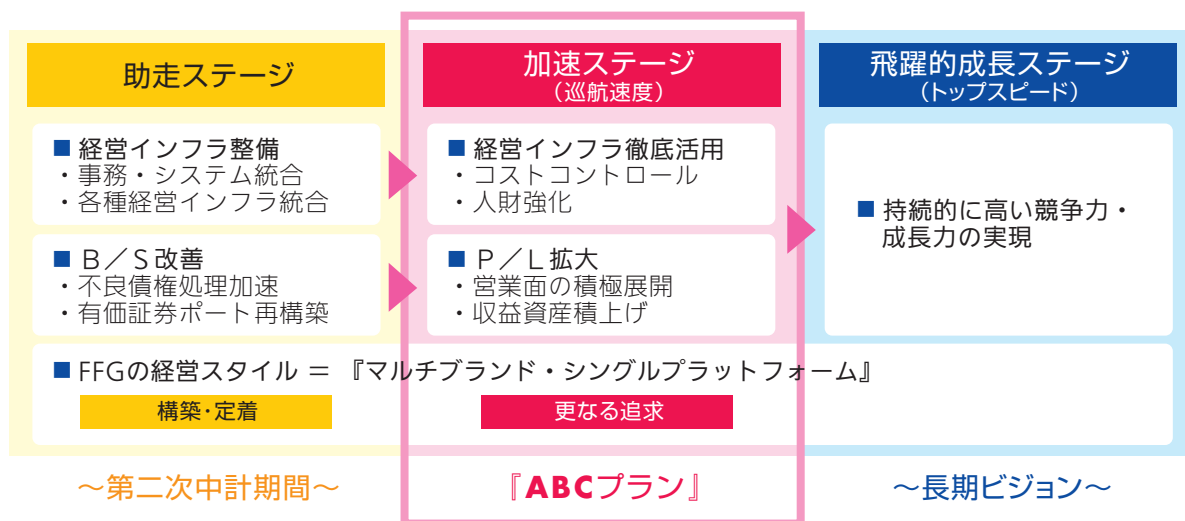 助走ステージ
■ 経営インフラ整備
・事務・システム統合
・各種経営インフラ統合
■ B/S改善
・不良債権処理加速
・有価証券ポート再構築
加速ステージ
(巡航速度)
■ 経営インフラ徹底活用
・コストコントロール
・人財強化
■ P/L拡大
・営業面の積極展開
・収益資産積上げ
飛躍的成長ステージ
(トップスピード)
■ 持続的に高い競争力・
成長力の実現
■ FFGの経営スタイル = 『マルチブランド・シングルプラットフォーム』
構築・定着
更なる追求
~第二次中計期間~
『ABCプラン』
~長期ビジョン~